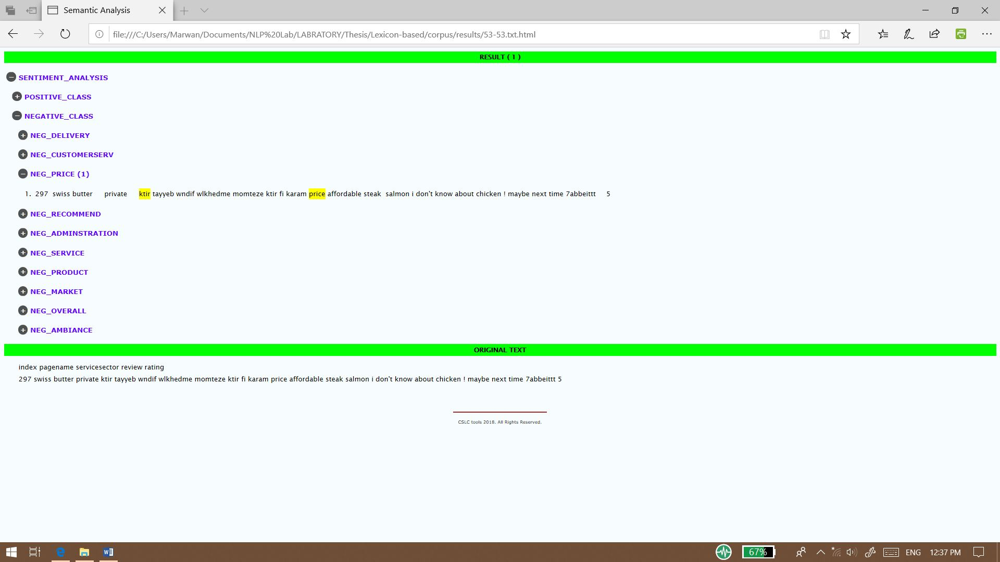 Semantic Analysis
file:///C:/Users/Marwan/Documents/NLP%20Lab/LABRATORY/Thesis/Lexicon-based/corpus/results/53-53.txt.html
RESULT ( 1 )
SENTIMENT_ANALYSIS
POSITIVE_CLASS
NEGATIVE_CLASS
NEG_DELIVERY
NEG_CUSTOMERSERV
NEG_PRICE (1)
1. 297 swiss butter private ktir tayyeb wndif wlkhedme momteze ktir fi karam price affordable steak salmon i don't know about chicken ! maybe next time 7abbeittt 5
NEG_RECOMMEND
NEG_ADMINSTRATION
NEG_SERVICE
NEG_PRODUCT
NEG_MARKET
NEG_OVERALL
NEG_AMBIANCE
ORIGINAL TEXT
index pagename servicesector review rating
297 swiss butter private ktir tayyeb wndif wlkhedme momteze ktir fi karam price affordable steak salmon i don't know about chicken ! maybe next time 7abbeittt 5
CSLC tools 2018. All Rights Reserved.
67% ENG 12:37 PM